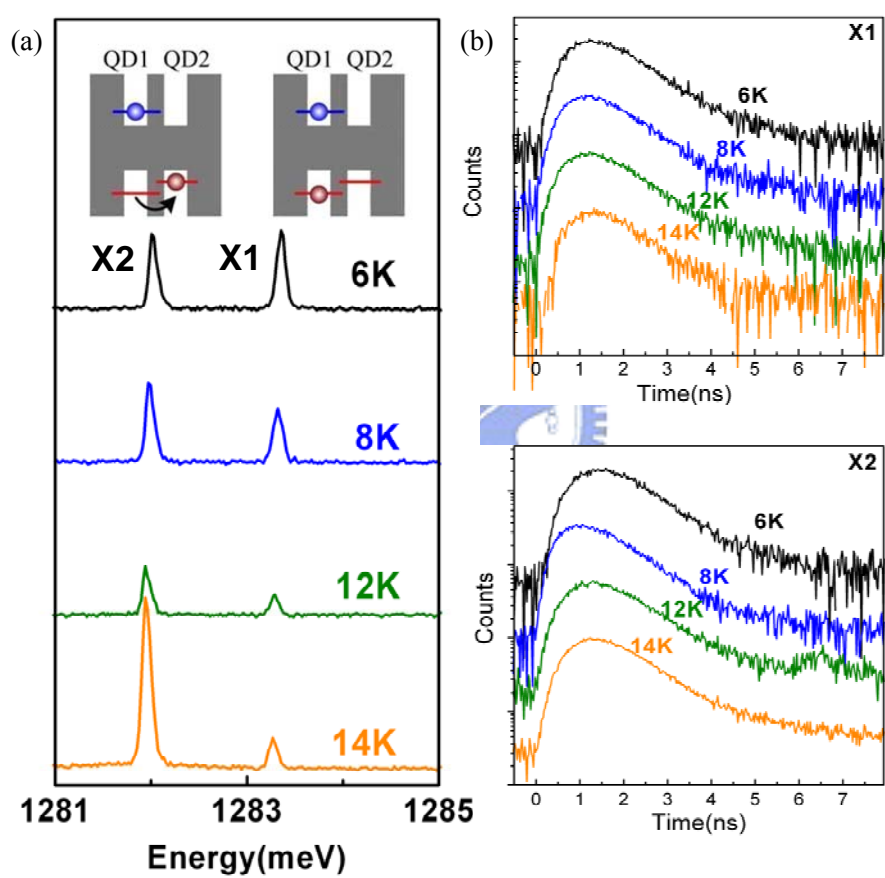 (a)
QD1 QD2
QD1 QD2
X2
X1
6K
8K
12K
14K
1281 1283 1285
Energy(meV)
(b)
X1
6K
8K
12K
14K
Counts
0 1 2 3 4 5 6 7
Time(ns)
X2
6K
8K
12K
14K
Counts
0 1 2 3 4 5 6 7
Time(ns)